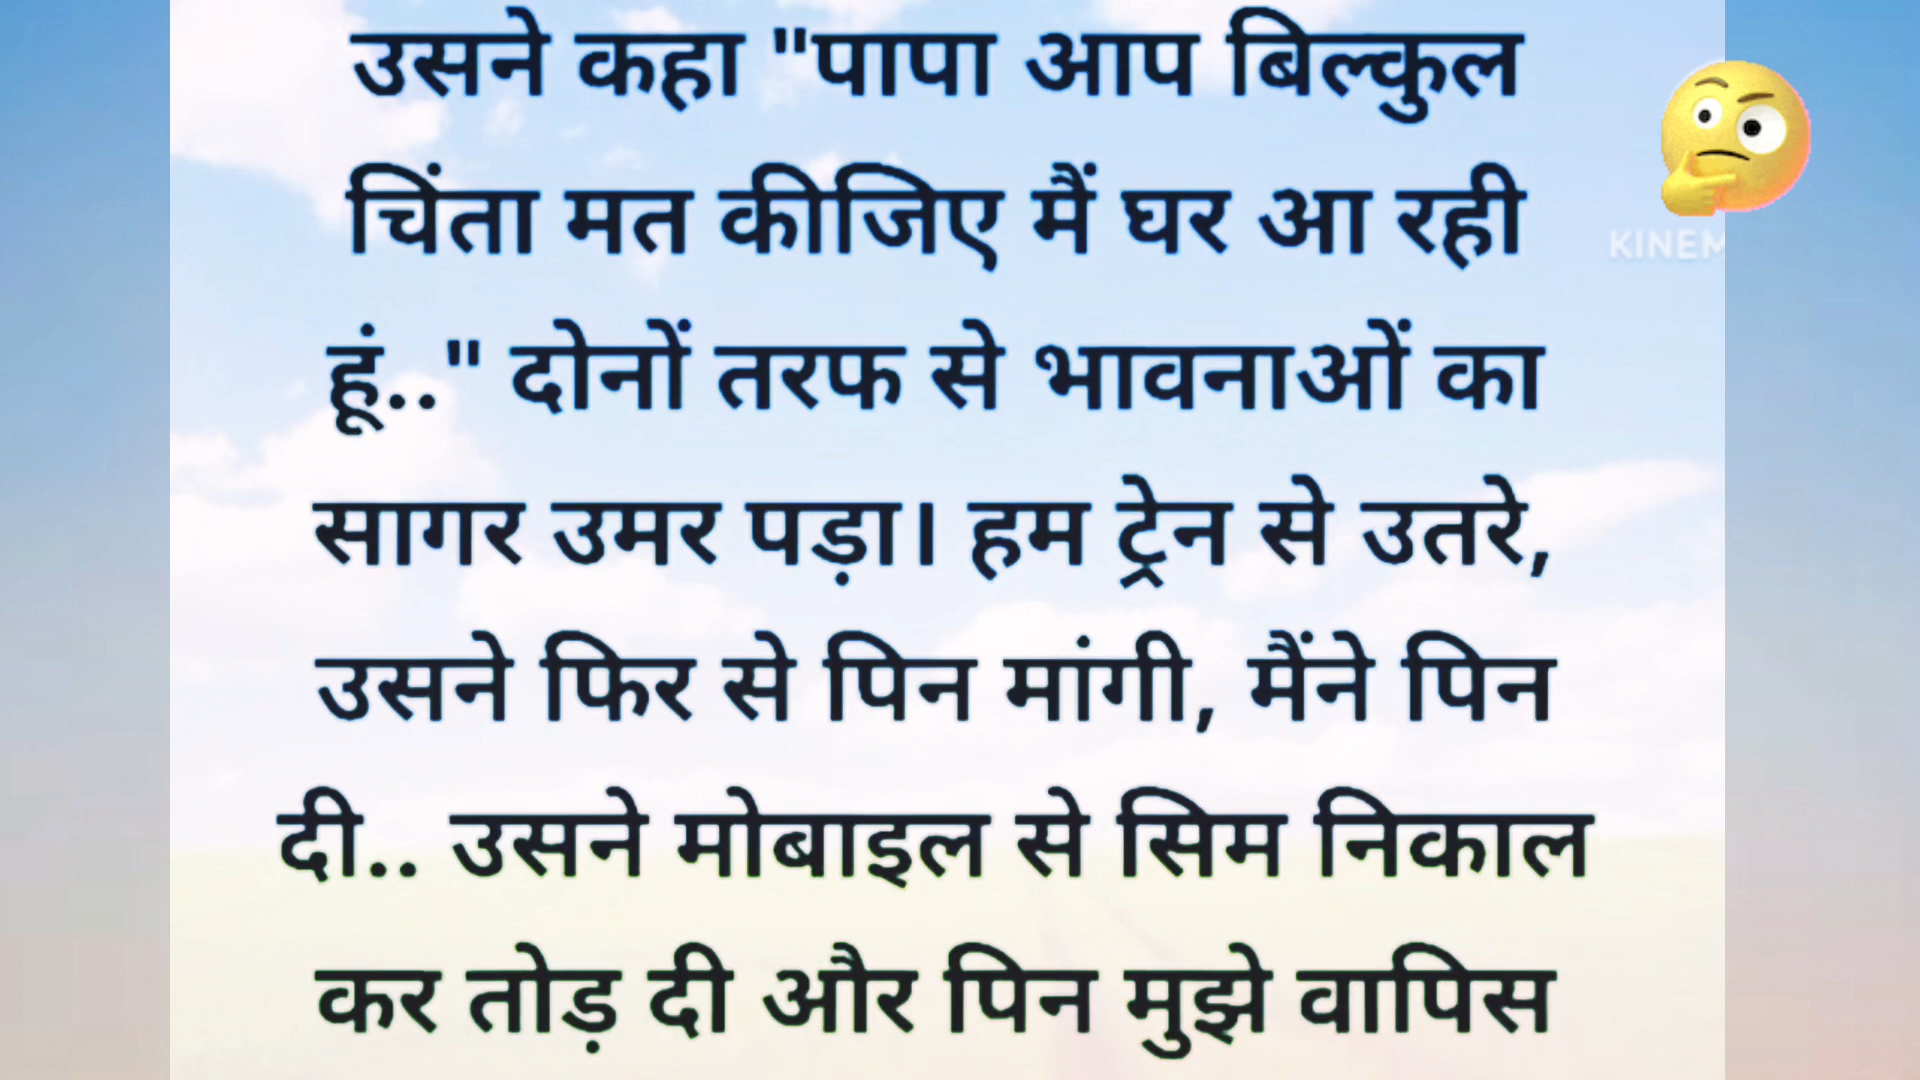 उसने कहा "पापा आप बिल्कुल
चिंता मत कीजिए मैं घर आ रही
हूं.." दोनों तरफ से भावनाओं का
सागर उमर पड़ा। हम ट्रेन से उतरे,
उसने फिर से पिन मांगी, मैंने पिन
दी.. उसने मोबाइल से सिम निकाल
कर तोड़ दी और पिन मुझे वापिस
KINEM